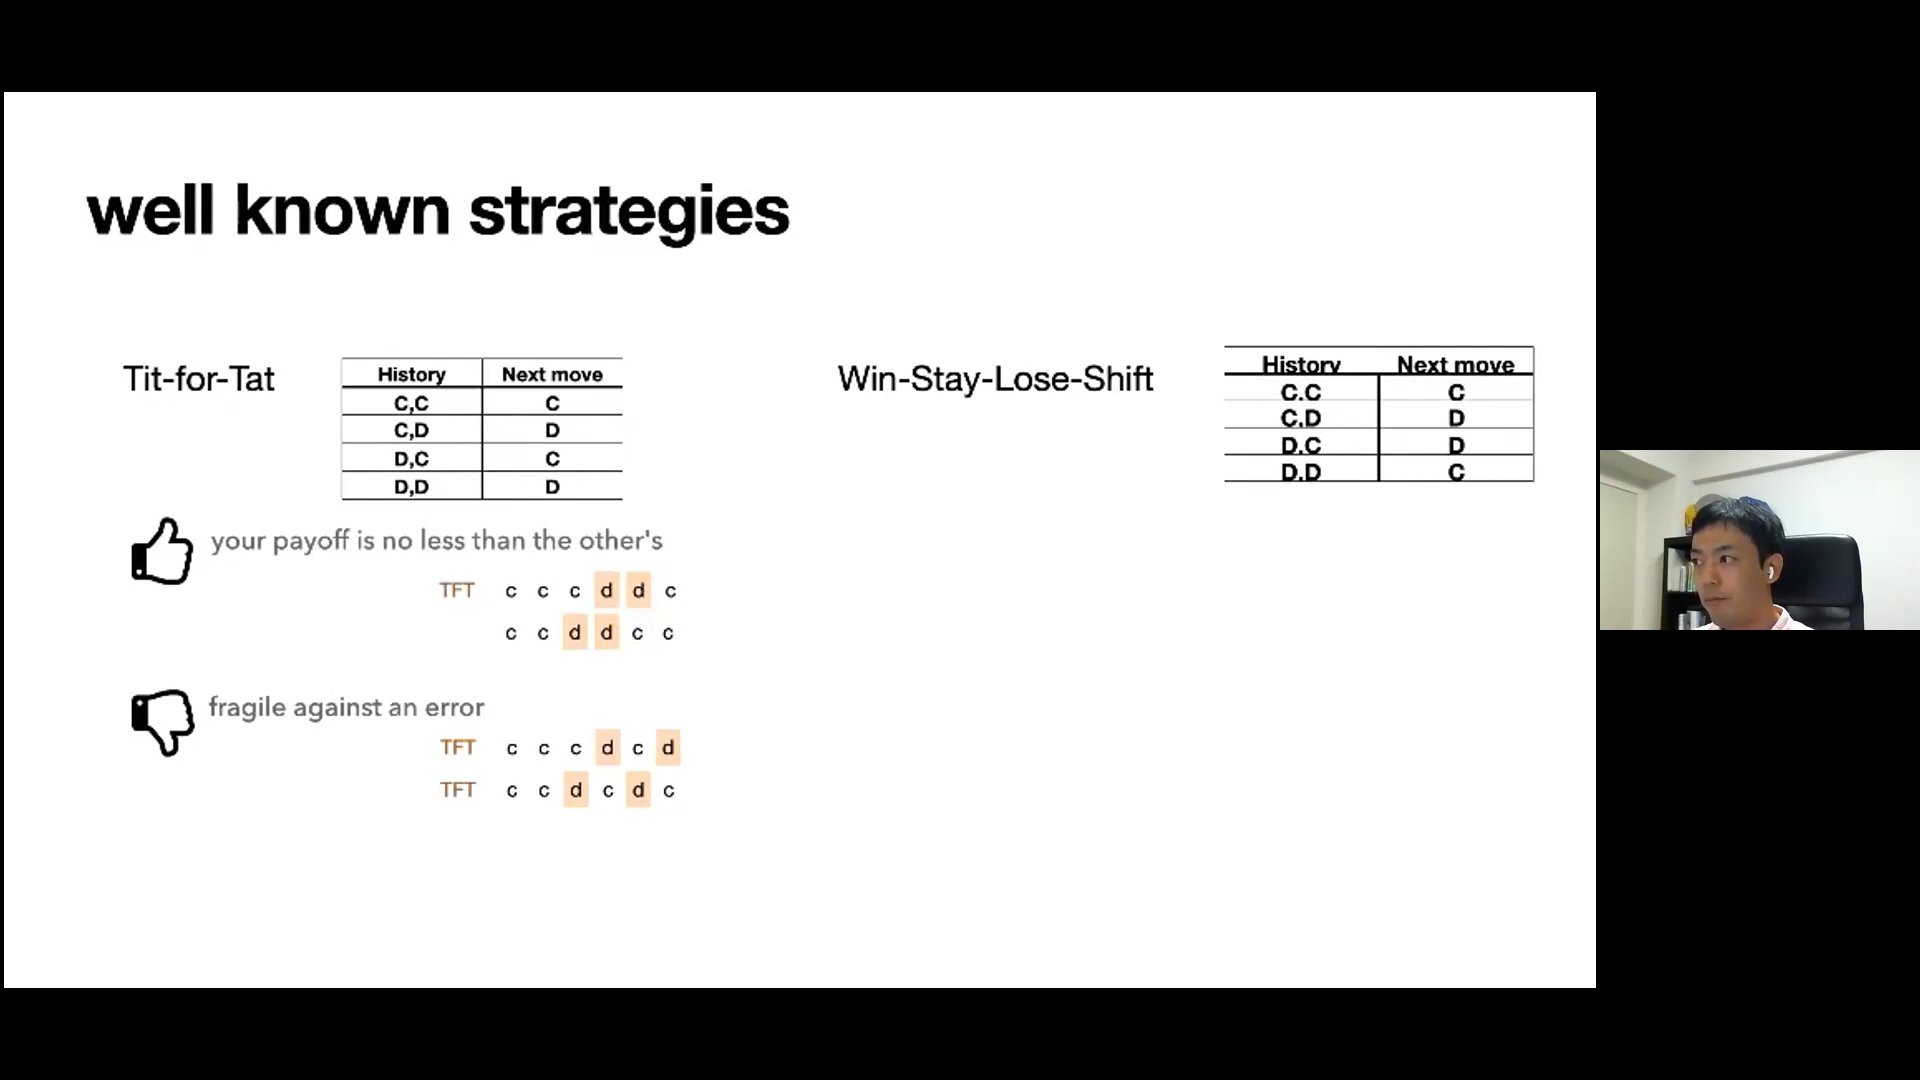 well known strategies
Tit-for-Tat
History Next move
C,C C
C,D D
D,C C
D,D D
your payoff is no less than the other's
TFT c c c d d c
c c d d c c
fragile against an error
TFT c c c d c d
TFT c c d c d c
Win-Stay-Lose-Shift
History Next move
C,C C
C,D D
D,C D
D,D C